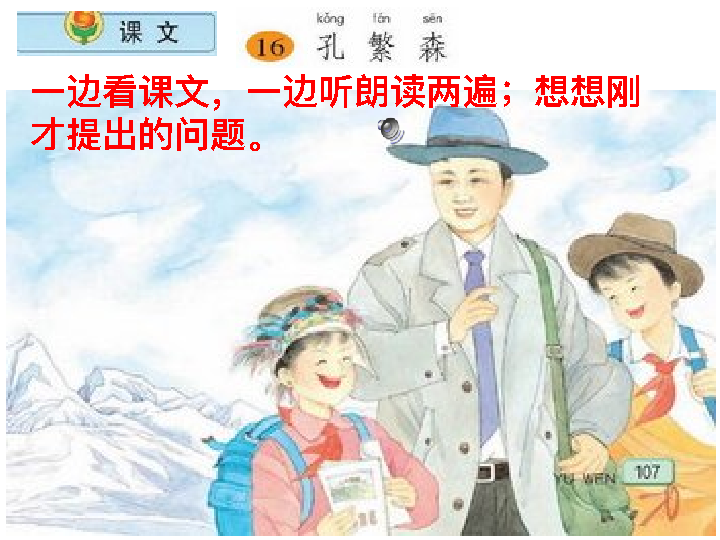 课文
kǒng fán sēn
16 孔 繁 森
一边看课文，一边听朗读两遍；想想刚
才提出的问题。
YU WEN 107